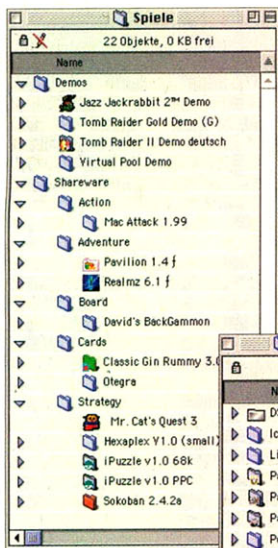 Spiele
22 Objekte, 0 KB frei
Name
Demos
Jazz Jackrabbit 2™ Demo
Tomb Raider Gold Demo (G)
Tomb Raider II Demo deutsch
Virtual Pool Demo
Shareware
Action
Mac Attack 1.99
Adventure
Pavilion 1.4 ƒ
Realmz 6.1 ƒ
Board
David's BackGammon
Cards
Classic Gin Rummy
Otegra
Strategy
Mr. Cat's Quest 3
Hexaplex V1.0 (small)
iPuzzle v1.0 68k
iPuzzle v1.0 PPC
Sokoban 2.4.2a